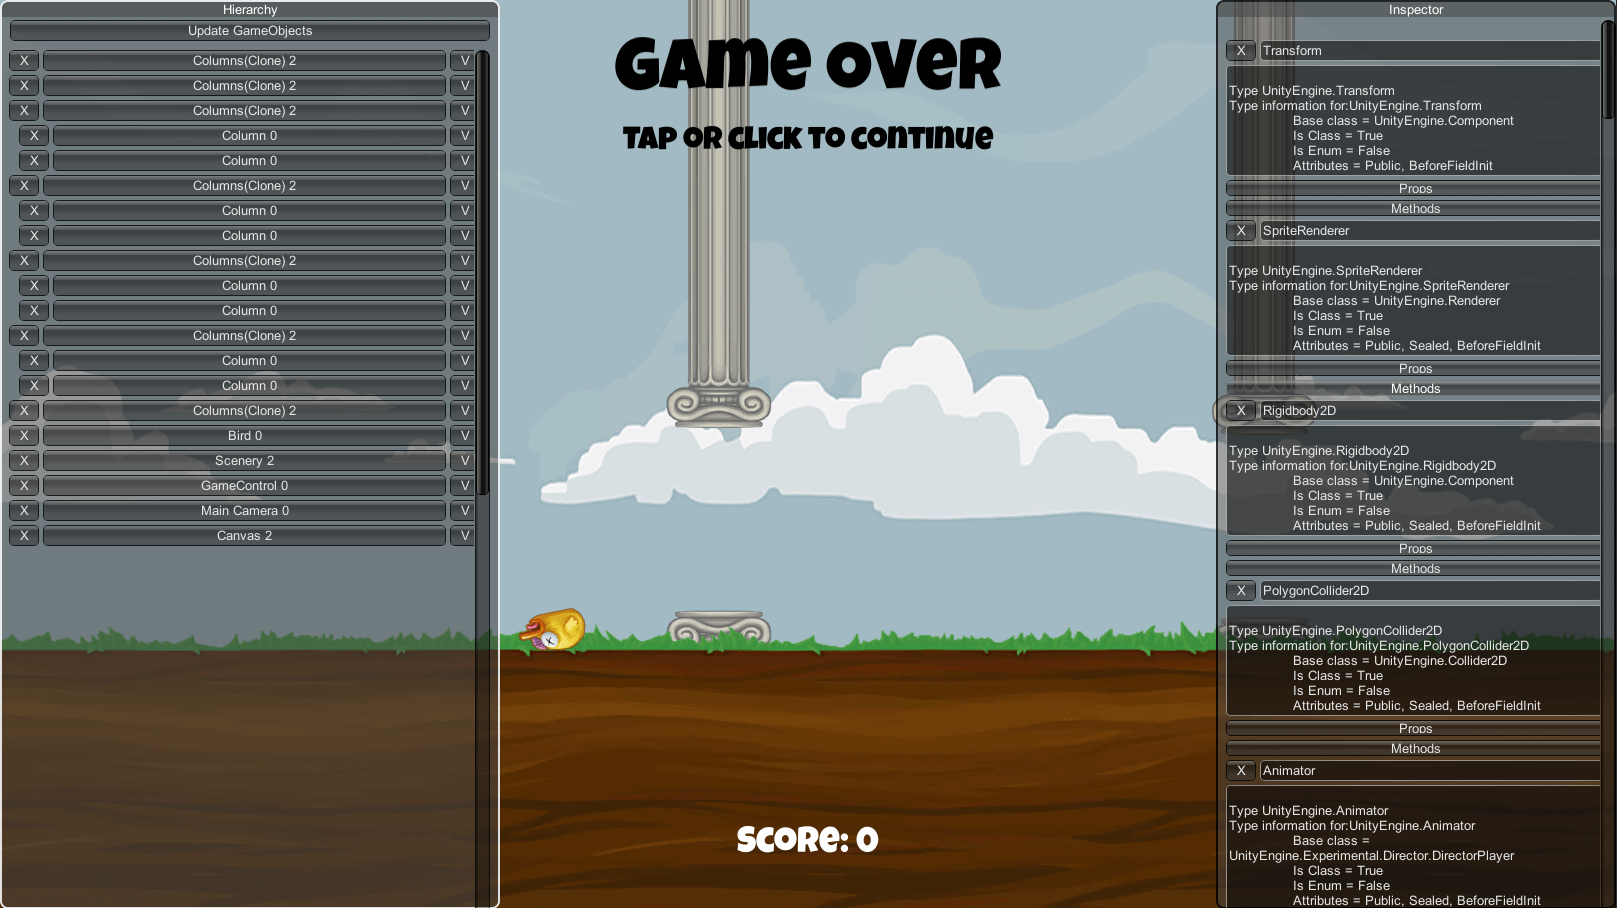 Hierarchy
Update GameObjects
X Columns(Clone) 2 V
X Columns(Clone) 2 V
X Columns(Clone) 2 V
X Column 0 V
X Column 0 V
X Columns(Clone) 2 V
X Column 0 V
X Column 0 V
X Columns(Clone) 2 V
X Column 0 V
X Column 0 V
X Columns(Clone) 2 V
X Column 0 V
X Column 0 V
X Columns(Clone) 2 V
X Bird 0 V
X Scenery 2 V
X GameControl 0 V
X Main Camera 0 V
X Canvas 2 V
GAME OVER
TAP OR CLICK TO CONTINUE
SCORE: 0
Inspector
X Transform
Type UnityEngine.Transform
Type information for:UnityEngine.Transform
Base class = UnityEngine.Component
Is Class = True
Is Enum = False
Attributes = Public, BeforeFieldInit
Props
Methods
X SpriteRenderer
Type UnityEngine.SpriteRenderer
Type information for:UnityEngine.SpriteRenderer
Base class = UnityEngine.Renderer
Is Class = True
Is Enum = False
Attributes = Public, Sealed, BeforeFieldInit
Props
Methods
X Rigidbody2D
Type UnityEngine.Rigidbody2D
Type information for:UnityEngine.Rigidbody2D
Base class = UnityEngine.Component
Is Class = True
Is Enum = False
Attributes = Public, Sealed, BeforeFieldInit
Props
Methods
X PolygonCollider2D
Type UnityEngine.PolygonCollider2D
Type information for:UnityEngine.PolygonCollider2D
Base class = UnityEngine.Collider2D
Is Class = True
Is Enum = False
Attributes = Public, Sealed, BeforeFieldInit
Props
Methods
X Animator
Type UnityEngine.Animator
Type information for:UnityEngine.Animator
Base class =
UnityEngine.Experimental.Director.DirectorPlayer
Is Class = True
Is Enum = False
Attributes = Public, Sealed, BeforeFieldInit